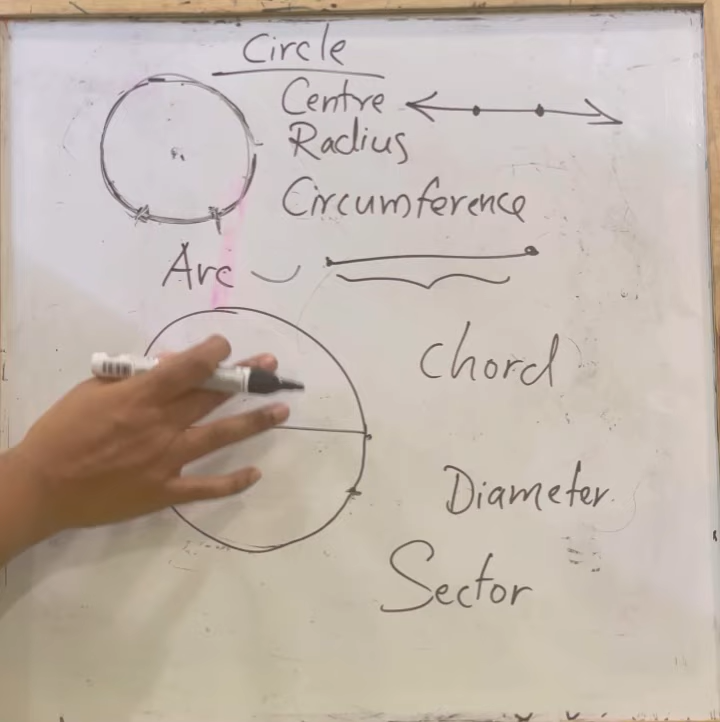 Circle
Centre
Radius
Circumference
Arc
Chord
Diameter
Sector